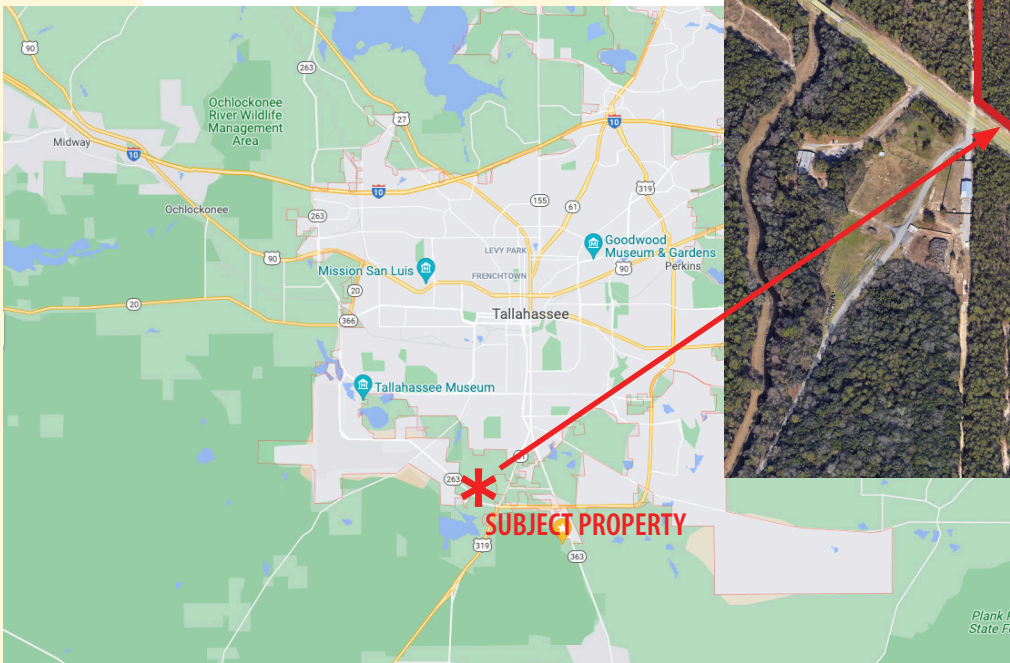 90
263
Ochlockonee
River Wildlife
Management
Area
27
10
Midway
10
10
319
155
61
Ochlockonee
263
Goodwood
Museum & Gardens
LEVY PARK
90
Mission San Luis
FRENCHTOWN
90
Perkins
20
20
Tallahassee
366
Tallahassee Museum
263
SUBJECT PROPERTY
319
363
Plank
State